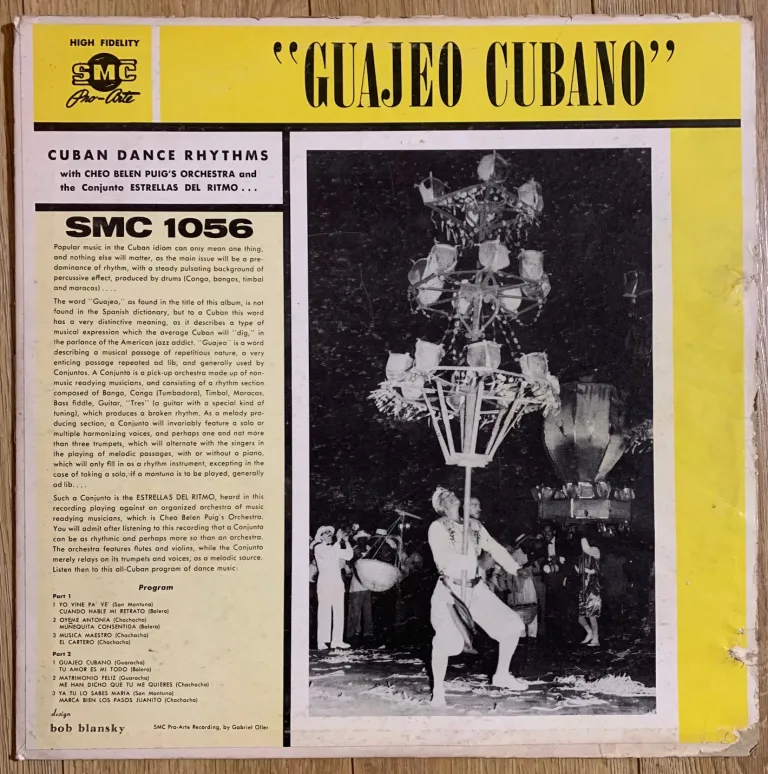 HIGH FIDELITY
SMC
Pro-Arte
"GUAJEO CUBANO"
CUBAN DANCE RHYTHMS
with CHEO BELEN PUIG'S ORCHESTRA and
the Conjunto ESTRELLAS DEL RITMO...
SMC 1056
Popular music in the Cuban idiom can only mean one thing,
and nothing else will matter, as the main issue will be a pre-
dominance of rhythm, with a steady pulsating background of
percussive effect, produced by drums (Conga, bongos, timbal
and maracas)....
The word "Guajeo," as found in the title of this album, is not
found in the Spanish dictionary, but to a Cuban this word
has a very distinctive meaning, as it describes a type of
musical expression which the average Cuban will "dig," in
the parlance of the American jazz addict. "Guajeo" is a word
describing a musical passage of repetitious nature, a very
enticing passage repeated ad lib, and generally used by
Conjuntos. A Conjunto is a pick-up orchestra made up of non-
music readying musicians, and consisting of a rhythm section
composed of Bongo, Conga (Tumbadora), Timbal, Maracas,
Bass fiddle, Guitar, "Tres" (a guitar with a special kind of
tuning), which produces a broken rhythm. As a melody pro-
ducing section, a Conjunto will invariably feature a solo or
multiple harmonizing voices, and perhaps one and not more
than three trumpets, which will alternate with the singers in
the playing of melodic passages, with or without a piano,
which will only fill in as a rhythm instrument, excepting in the
case of taking a solo, if a montuno is to be played, generally
ad lib....
Such a Conjunto is the ESTRELLAS DEL RITMO, heard in this
recording playing against an organized orchestra of music
readying musicians, which is Cheo Belen Puig's Orchestra.
You will admit after listening to this recording that a Conjunto
can be as rhythmic and perhaps more so than an orchestra.
The orchestra features flutes and violins, while the Conjunto
merely relays on its trumpets and voices, as a melodic source.
Listen then to this all-Cuban program of dance music:
Program
Part 1
1 YO VINE PA' VE' (Son Montuno)
CUANDO HABLE MI RETRATO (Bolero)
2 OYEME ANTONIA (Chachacha)
MUÑEQUITA CONSENTIDA (Bolero)
3 MUSICA MAESTRO (Chachacha)
EL CARTERO (Chachacha)
Part 2
1 GUAJEO CUBANO (Guaracha)
TU AMOR ES MI TODO (Bolero)
2 MATRIMONIO FELIZ (Guaracha)
ME HAN DICHO QUE TU ME QUIERES (Chachacha)
3 YA TU LO SABES MARIA (Son Montuno)
MARCA BIEN LOS PASOS JUANITO (Chachacha)
design
bob blansky
SMC Pro-Arte Recording, by Gabriel Oller